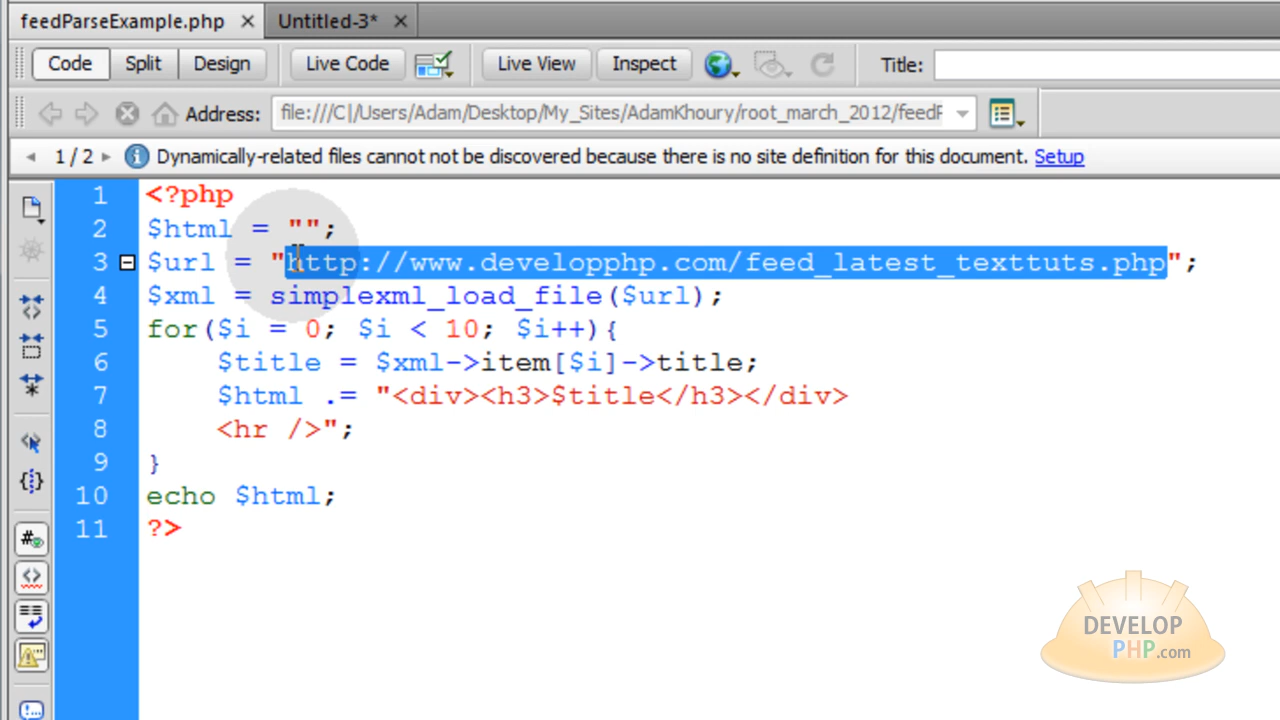 feedParseExample.php × Untitled-3* ×
Code Split Design Live Code Live View Inspect Title:
Address: file:///C|/Users/Adam/Desktop/My_Sites/AdamKhoury/root_march_2012/feedF
1 / 2 Dynamically-related files cannot not be discovered because there is no site definition for this document. Setup
1 <?php
2 $html = "";
3 $url = "http://www.developphp.com/feed_latest_texttuts.php";
4 $xml = simplexml_load_file($url);
5 for($i = 0; $i < 10; $i++){
6 $title = $xml->item[$i]->title;
7 $html .= "<div><h3>$title</h3></div>
8 <hr />";
9 }
10 echo $html;
11 ?>
DEVELOP
PHP.com